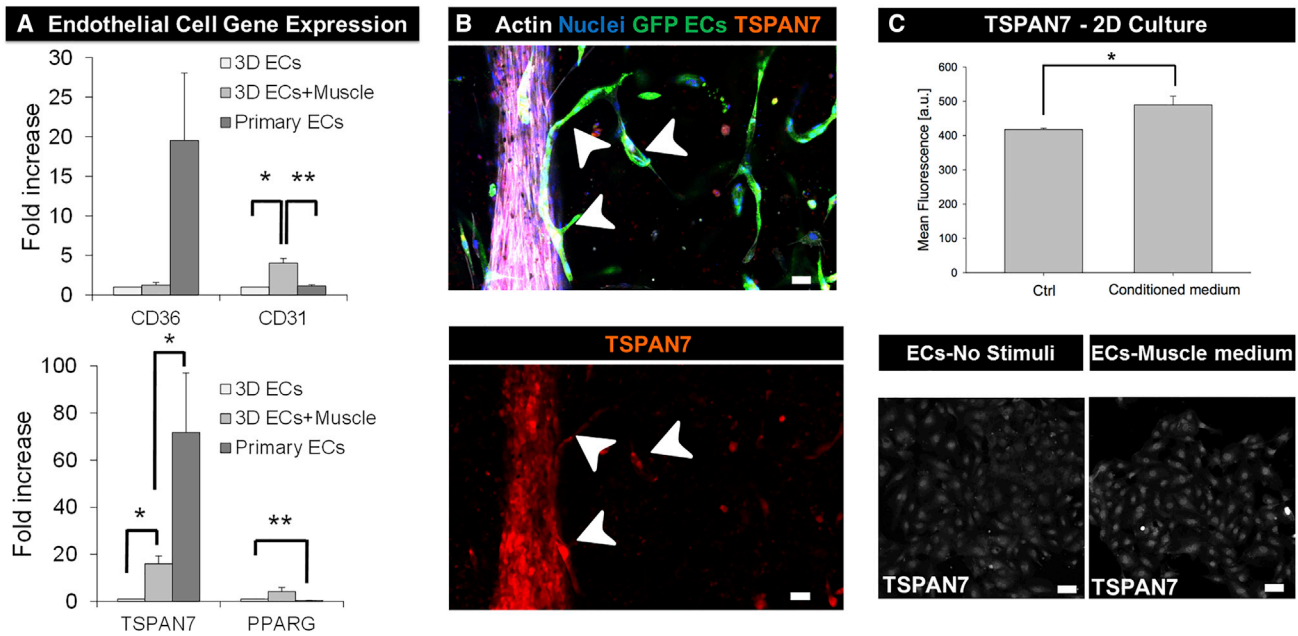 A Endothelial Cell Gene Expression
30
25
20
15
10
5
0
Fold increase
3D ECs
3D ECs+Muscle
Primary ECs
* **
CD36 CD31
100
80
60
40
20
0
Fold increase
*
3D ECs
3D ECs+Muscle
Primary ECs
*
**
TSPAN7 PPARG
B Actin Nuclei GFP ECs TSPAN7
TSPAN7
C TSPAN7 - 2D Culture
600
500
400
300
200
100
0
Mean Fluorescence [a.u.]
*
Ctrl Conditioned medium
ECs-No Stimuli ECs-Muscle medium
TSPAN7 TSPAN7